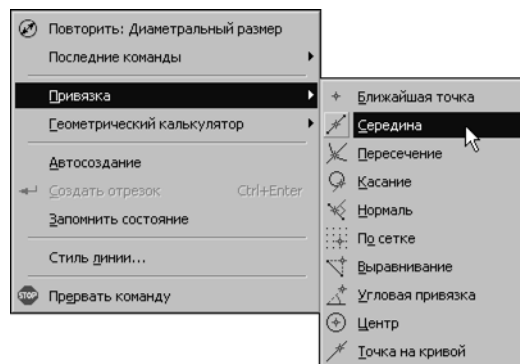 Повторить: Диаметральный размер
Последние команды
Привязка
Геометрический калькулятор
Автосоздание
Создать отрезок Ctrl+Enter
Запомнить состояние
Стиль линии...
STOP Прервать команду
Ближайшая точка
Середина
Пересечение
Касание
Нормаль
По сетке
Выравнивание
Угловая привязка
Центр
Точка на кривой